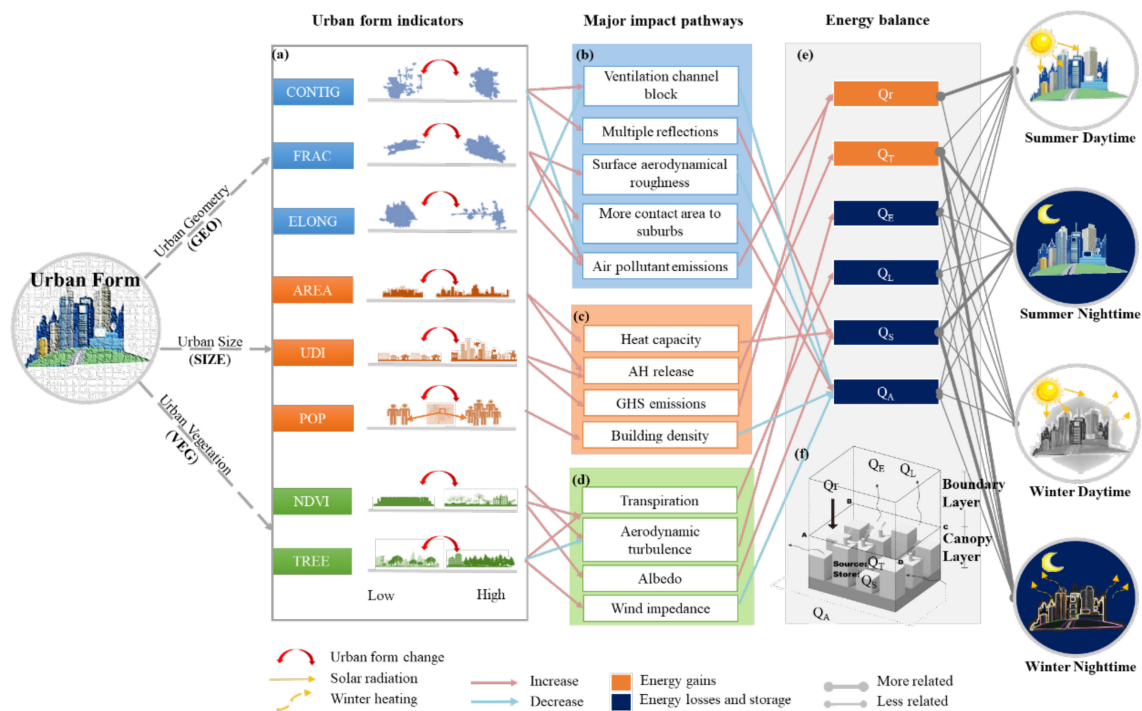 Urban form indicators
Major impact pathways
Energy balance
Urban Form
Urban Geometry
(GEO)
Urban Size
(SIZE)
Urban Vegetation
(VEG)
(a)
CONTIG
FRAC
ELONG
AREA
UDI
POP
NDVI
TREE
Low
High
(b)
Ventilation channel
block
Multiple reflections
Surface aerodynamical
roughness
More contact area to
suburbs
Air pollutant emissions
(c)
Heat capacity
AH release
GHS emissions
Building density
(d)
Transpiration
Aerodynamic
turbulence
Albedo
Wind impedance
(e)
Qr
QT
QE
QL
QS
QA
(f)
QE
QL
Qr
B
Boundary
Layer
A
C
Canopy
Layer
Source:
QT
D
Store:
QS
QA
Summer Daytime
Summer Nighttime
Winter Daytime
Winter Nighttime
Urban form change
Solar radiation
Winter heating
Increase
Decrease
Energy gains
Energy losses and storage
More related
Less related